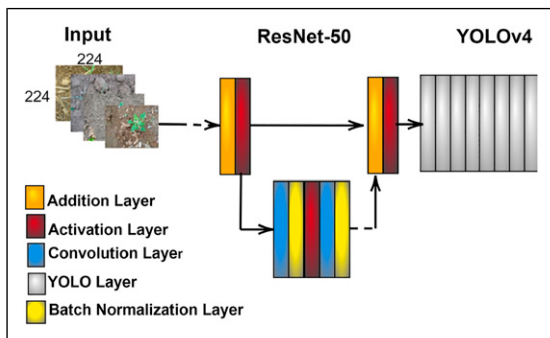 Input
ResNet-50
YOLOv4
224
224
Addition Layer
Activation Layer
Convolution Layer
YOLO Layer
Batch Normalization Layer